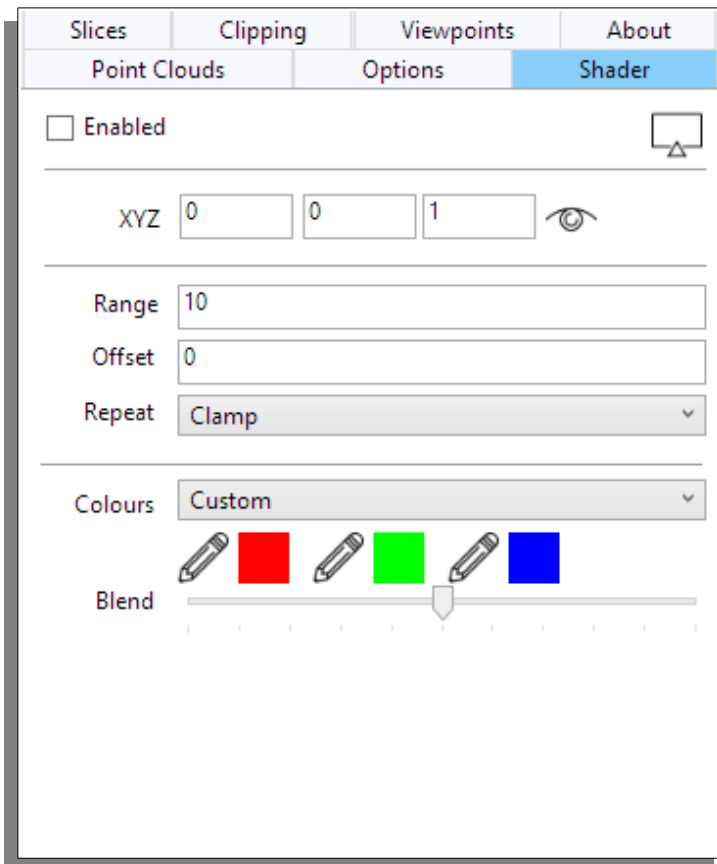 Slices Clipping Viewpoints About
Point Clouds Options Shader
Enabled
XYZ 0 0 1
Range 10
Offset 0
Repeat Clamp
Colours Custom
Blend